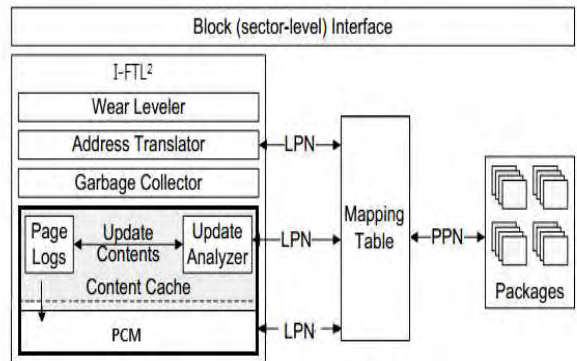 Block (sector-level) Interface
I-FTL²
Wear Leveler
Address Translator
Garbage Collector
LPN
Page
Logs
Update
Contents
Update
Analyzer
LPN
Content Cache
PCM
LPN
Mapping
Table
PPN
Packages